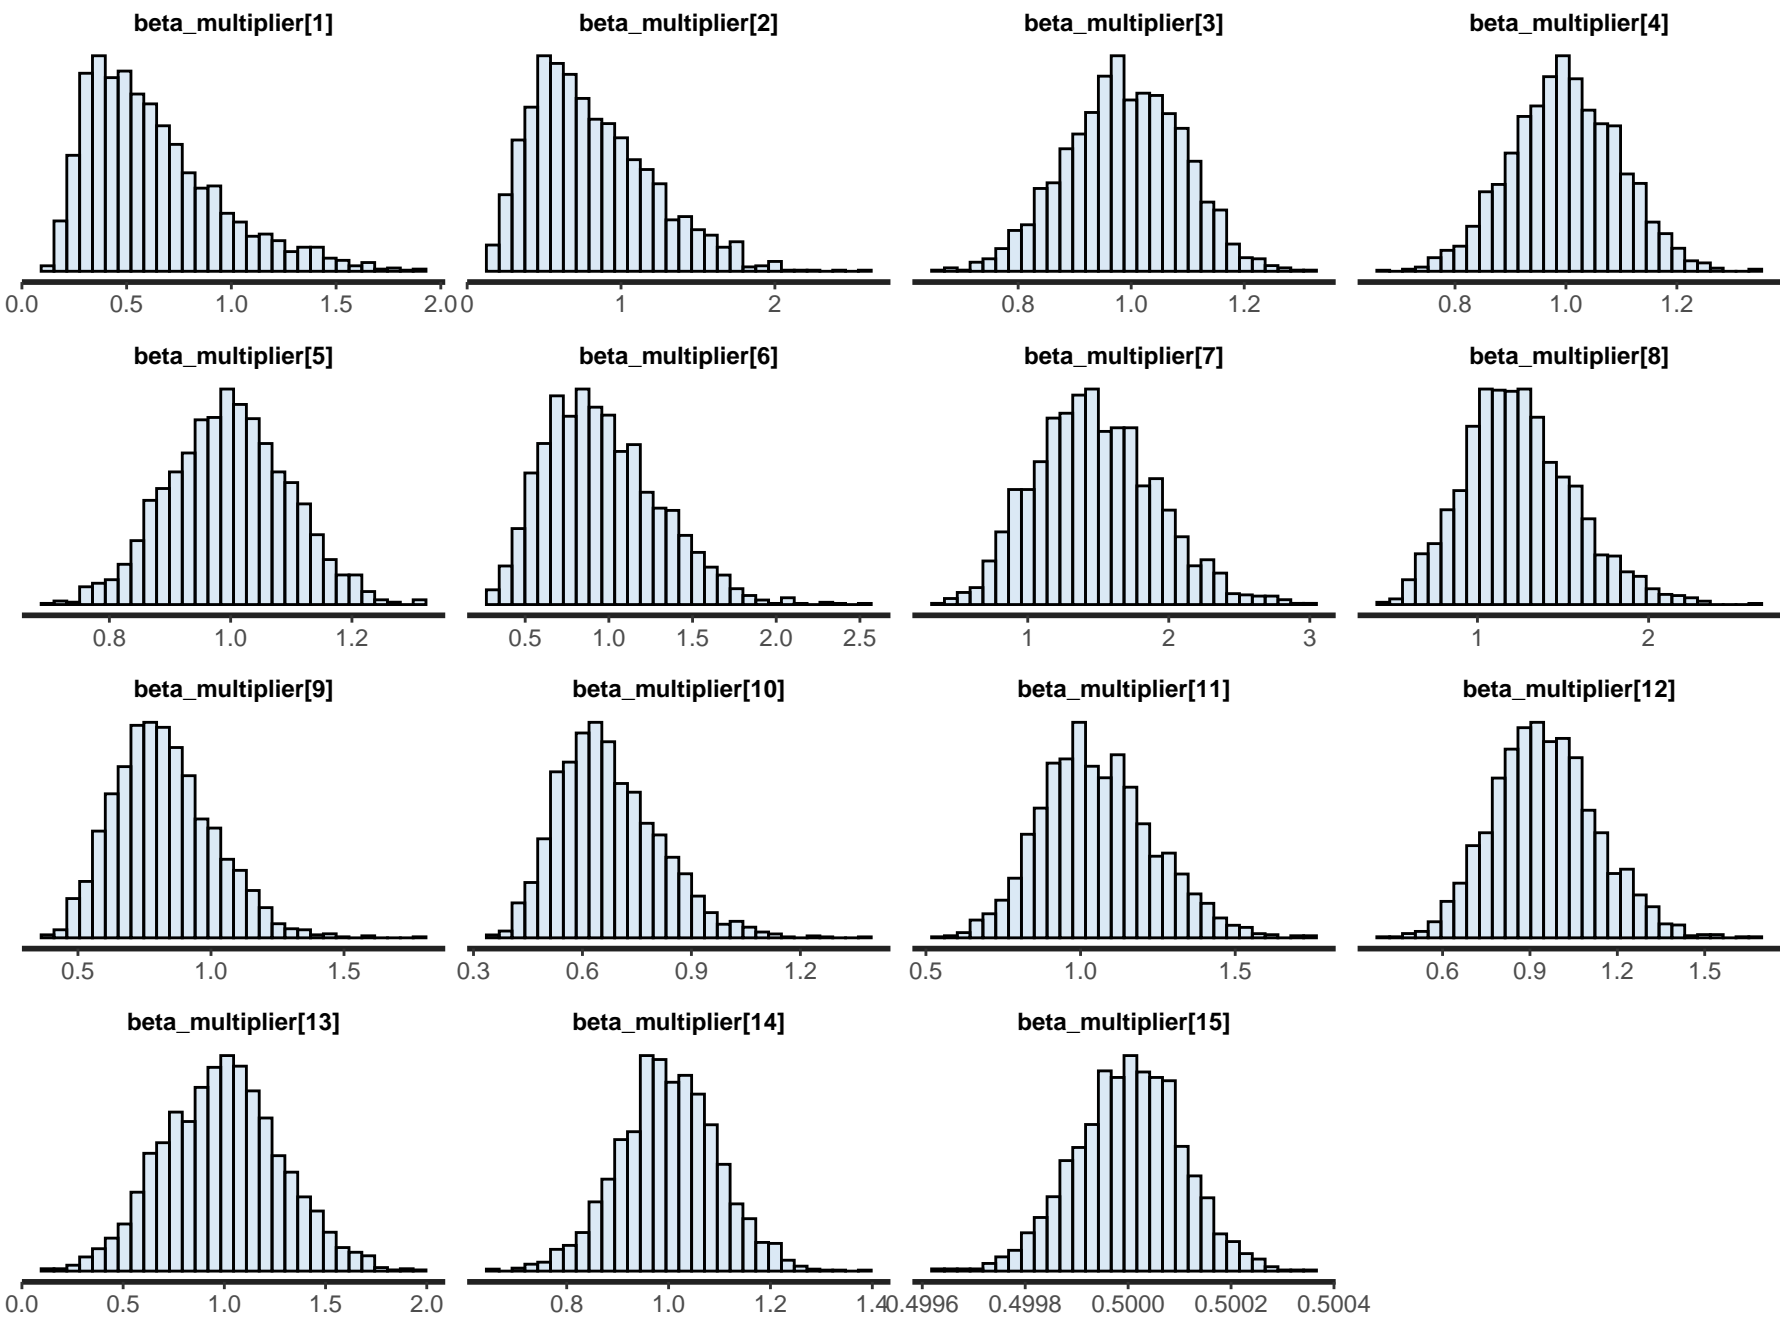 beta_multiplier[1] beta_multiplier[2] beta_multiplier[3] beta_multiplier[4]
0.0 0.5 1.0 1.5 2.0 0 1 2 0.8 1.0 1.2 0.8 1.0 1.2
beta_multiplier[5] beta_multiplier[6] beta_multiplier[7] beta_multiplier[8]
0.8 1.0 1.2 0.5 1.0 1.5 2.0 2.5 1 2 3 1 2
beta_multiplier[9] beta_multiplier[10] beta_multiplier[11] beta_multiplier[12]
0.5 1.0 1.5 0.3 0.6 0.9 1.2 0.5 1.0 1.5 0.6 0.9 1.2 1.5
beta_multiplier[13] beta_multiplier[14] beta_multiplier[15]
0.0 0.5 1.0 1.5 2.0 0.8 1.0 1.2 1.4 0.4996 0.4998 0.5000 0.5002 0.5004